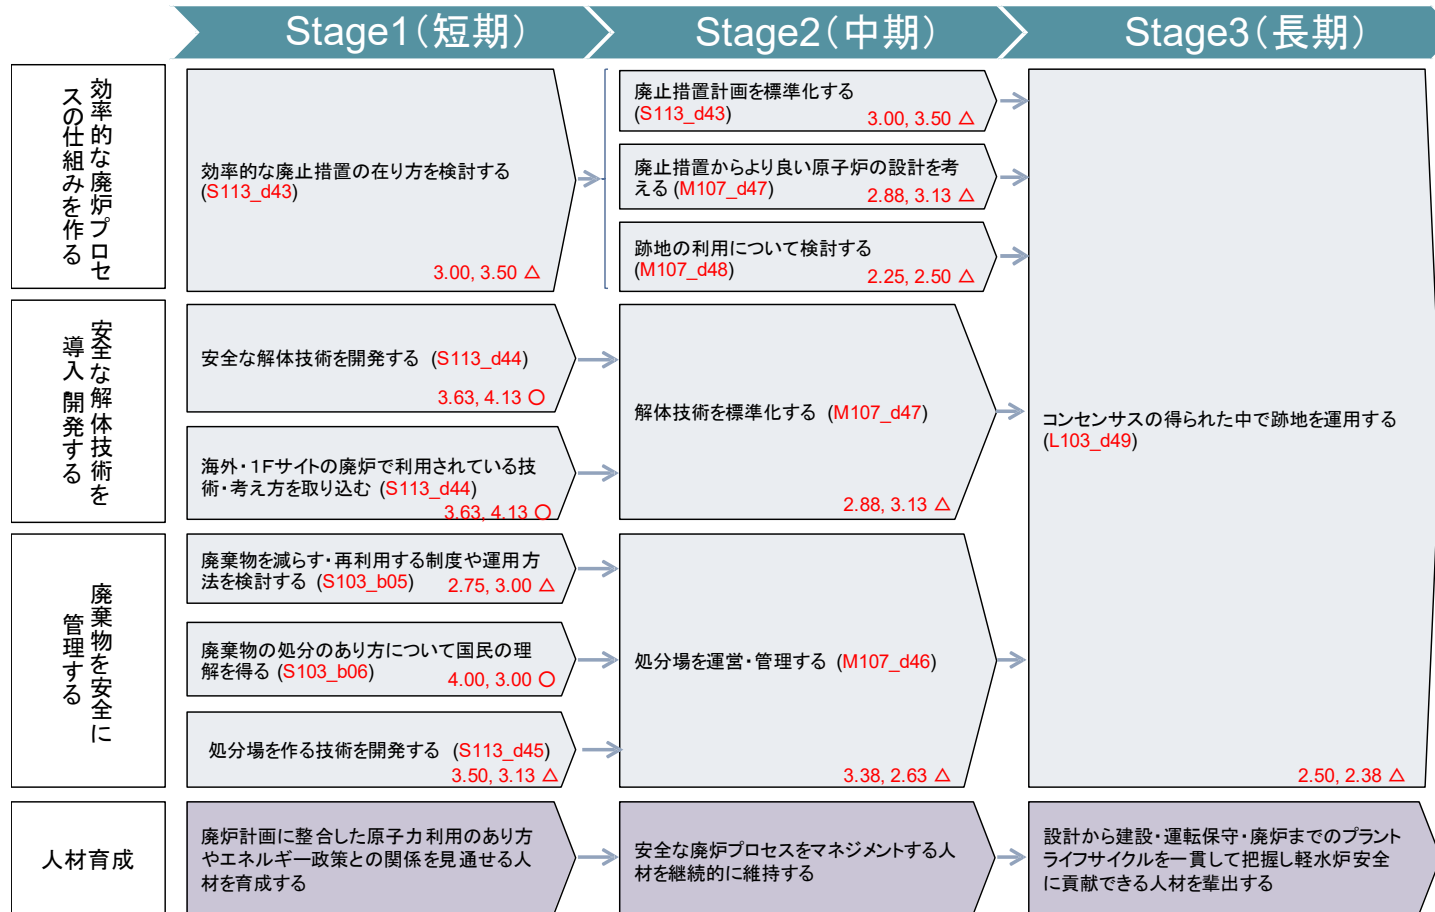 Stage1（短期）
Stage2（中期）
Stage3（長期）
効率的な廃炉プロセ
スの仕組みを作る
効率的な廃止措置の在り方を検討する
(S113_d43)
3.00, 3.50 △
廃止措置計画を標準化する
(S113_d43)
3.00, 3.50 △
廃止措置からより良い原子炉の設計を考
える (M107_d47)
2.88, 3.13 △
跡地の利用について検討する
(M107_d48)
2.25, 2.50 △
安全な解体技術を
導入・開発する
安全な解体技術を開発する (S113_d44)
3.63, 4.13 〇
海外・1Fサイトの廃炉で利用されている技
術・考え方を取り込む (S113_d44)
3.63, 4.13 〇
解体技術を標準化する (M107_d47)
2.88, 3.13 △
コンセンサスの得られた中で跡地を運用する
(L103_d49)
2.50, 2.38 △
廃棄物を安全に
管理する
廃棄物を減らす・再利用する制度や運用方
法を検討する (S103_b05)
2.75, 3.00 △
廃棄物の処分のあり方について国民の理
解を得る (S103_b06)
4.00, 3.00 〇
処分場を作る技術を開発する (S113_d45)
3.50, 3.13 △
処分場を運営・管理する (M107_d46)
3.38, 2.63 △
人材育成
廃炉計画に整合した原子力利用のあり方
やエネルギー政策との関係を見通せる人
材を育成する
安全な廃炉プロセスをマネジメントする人
材を継続的に維持する
設計から建設・運転保守・廃炉までのプラント
ライフサイクルを一貫して把握し軽水炉安全
に貢献できる人材を輩出する